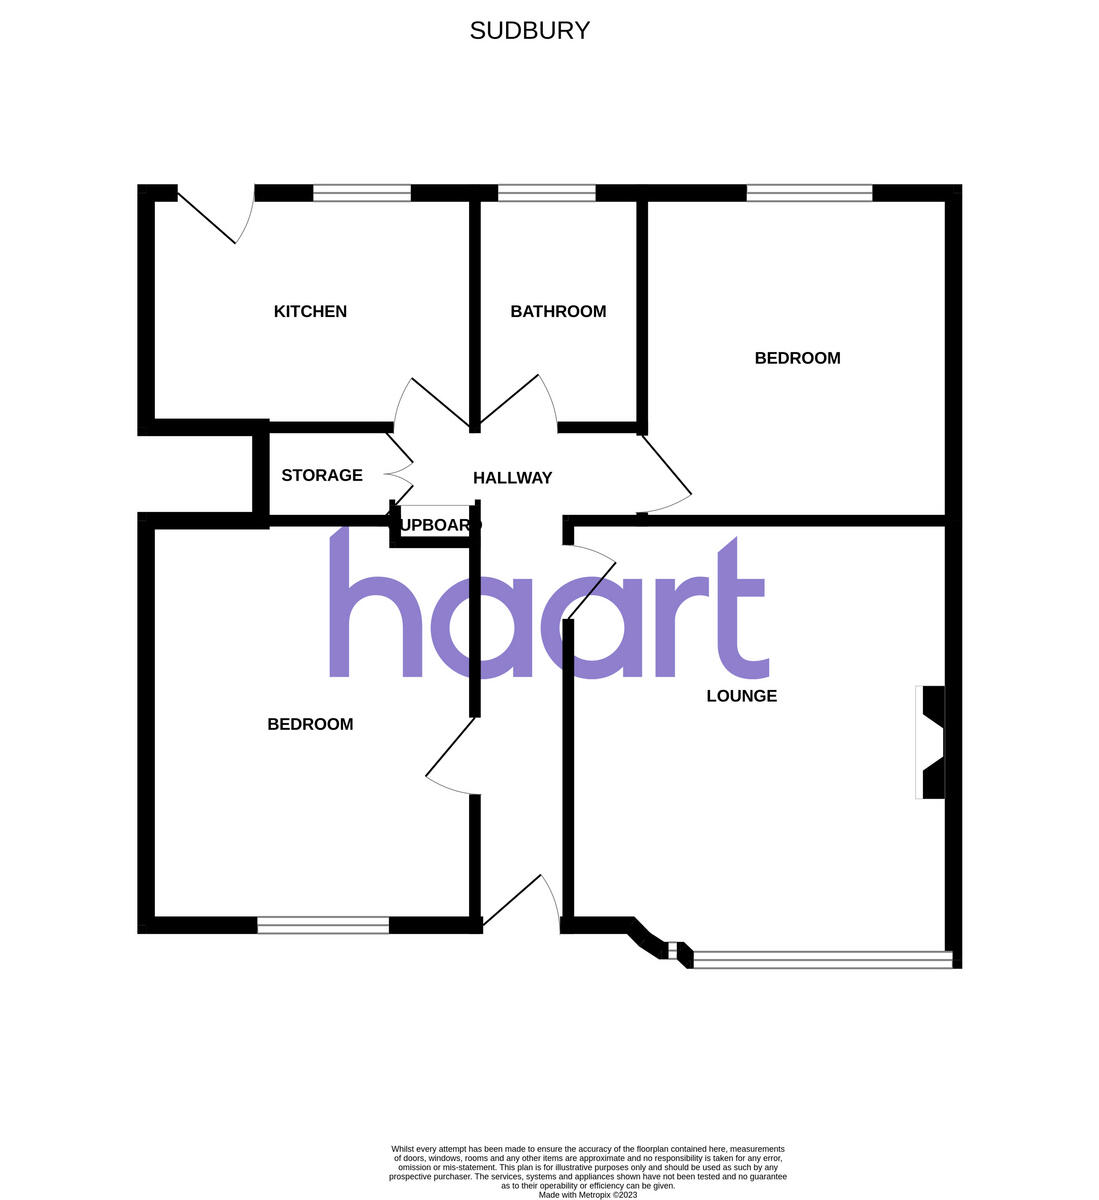 SUDBURY
KITCHEN
BATHROOM
BEDROOM
STORAGE
HALLWAY
UPBOARD
haart
LOUNGE
BEDROOM
Whilst every attempt has been made to ensure the accuracy of the floorplan contained here, measurements
of doors, windows, rooms and any other items are approximate and no responsibility is taken for any error,
omission or mis-statement. This plan is for illustrative purposes only and should be used as such by any
prospective purchaser. The services, systems and appliances shown have not been tested and no guarantee
as to their operability or efficiency can be given.
Made with Metropix ©2023